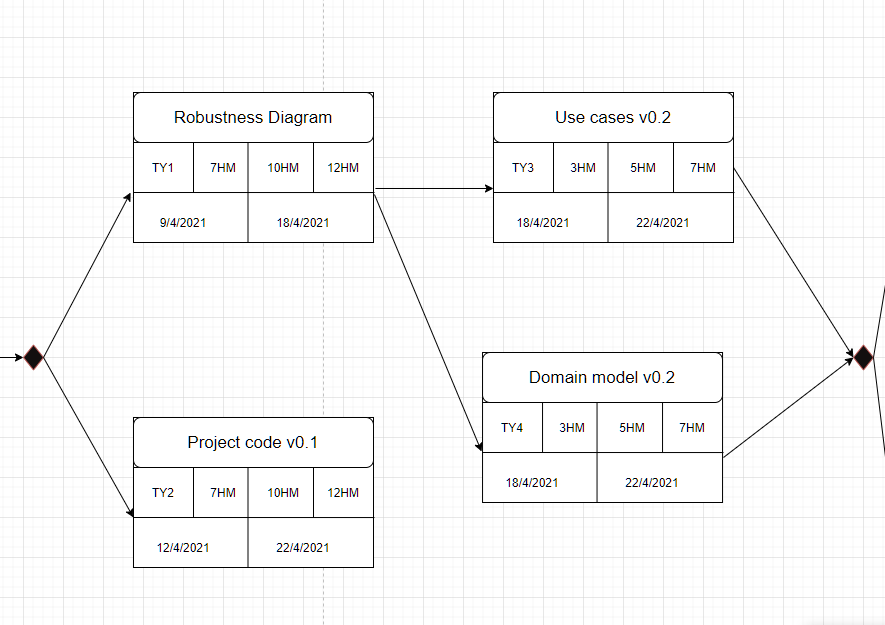 Robustness Diagram
TY1 7HM 10HM 12HM
9/4/2021 18/4/2021
Use cases v0.2
TY3 3HM 5HM 7HM
18/4/2021 22/4/2021
Domain model v0.2
TY4 3HM 5HM 7HM
18/4/2021 22/4/2021
Project code v0.1
TY2 7HM 10HM 12HM
12/4/2021 22/4/2021